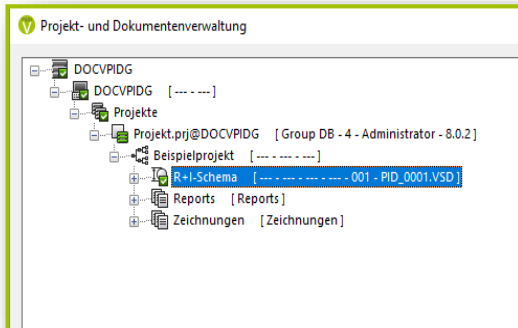 Projekt- und Dokumentenverwaltung
DOCVPIDG
DOCVPIDG [ --- - --- ]
Projekte
Projekt.prj@DOCVPIDG [ Group DB - 4 - Administrator - 8.0.2 ]
Beispielprojekt [ --- - --- - --- ]
R+I-Schema [ --- - --- - --- - --- - 001 - PID_0001.VSD ]
Reports [ Reports ]
Zeichnungen [ Zeichnungen ]